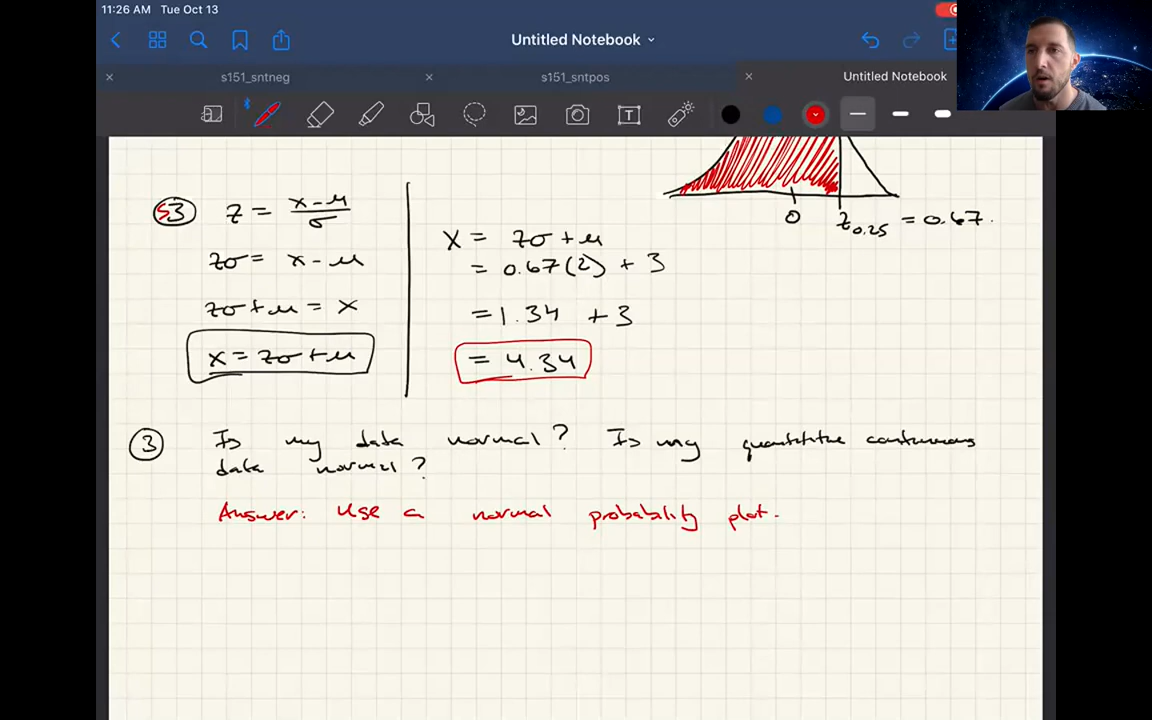 11:26 AM Tue Oct 13
Untitled Notebook
s151_sntneg
s151_sntpos
Untitled Notebook
T
0 z0.25 = 0.67.
S3 z = x-μ/σ
zσ = x-μ
zσ+μ = x
x = zσ+μ
x = zσ+μ
= 0.67(2) + 3
= 1.34 + 3
= 4.34
3 Is my data normal? Is my quantitive continuous
data normal?
Answer: Use a normal probability plot.